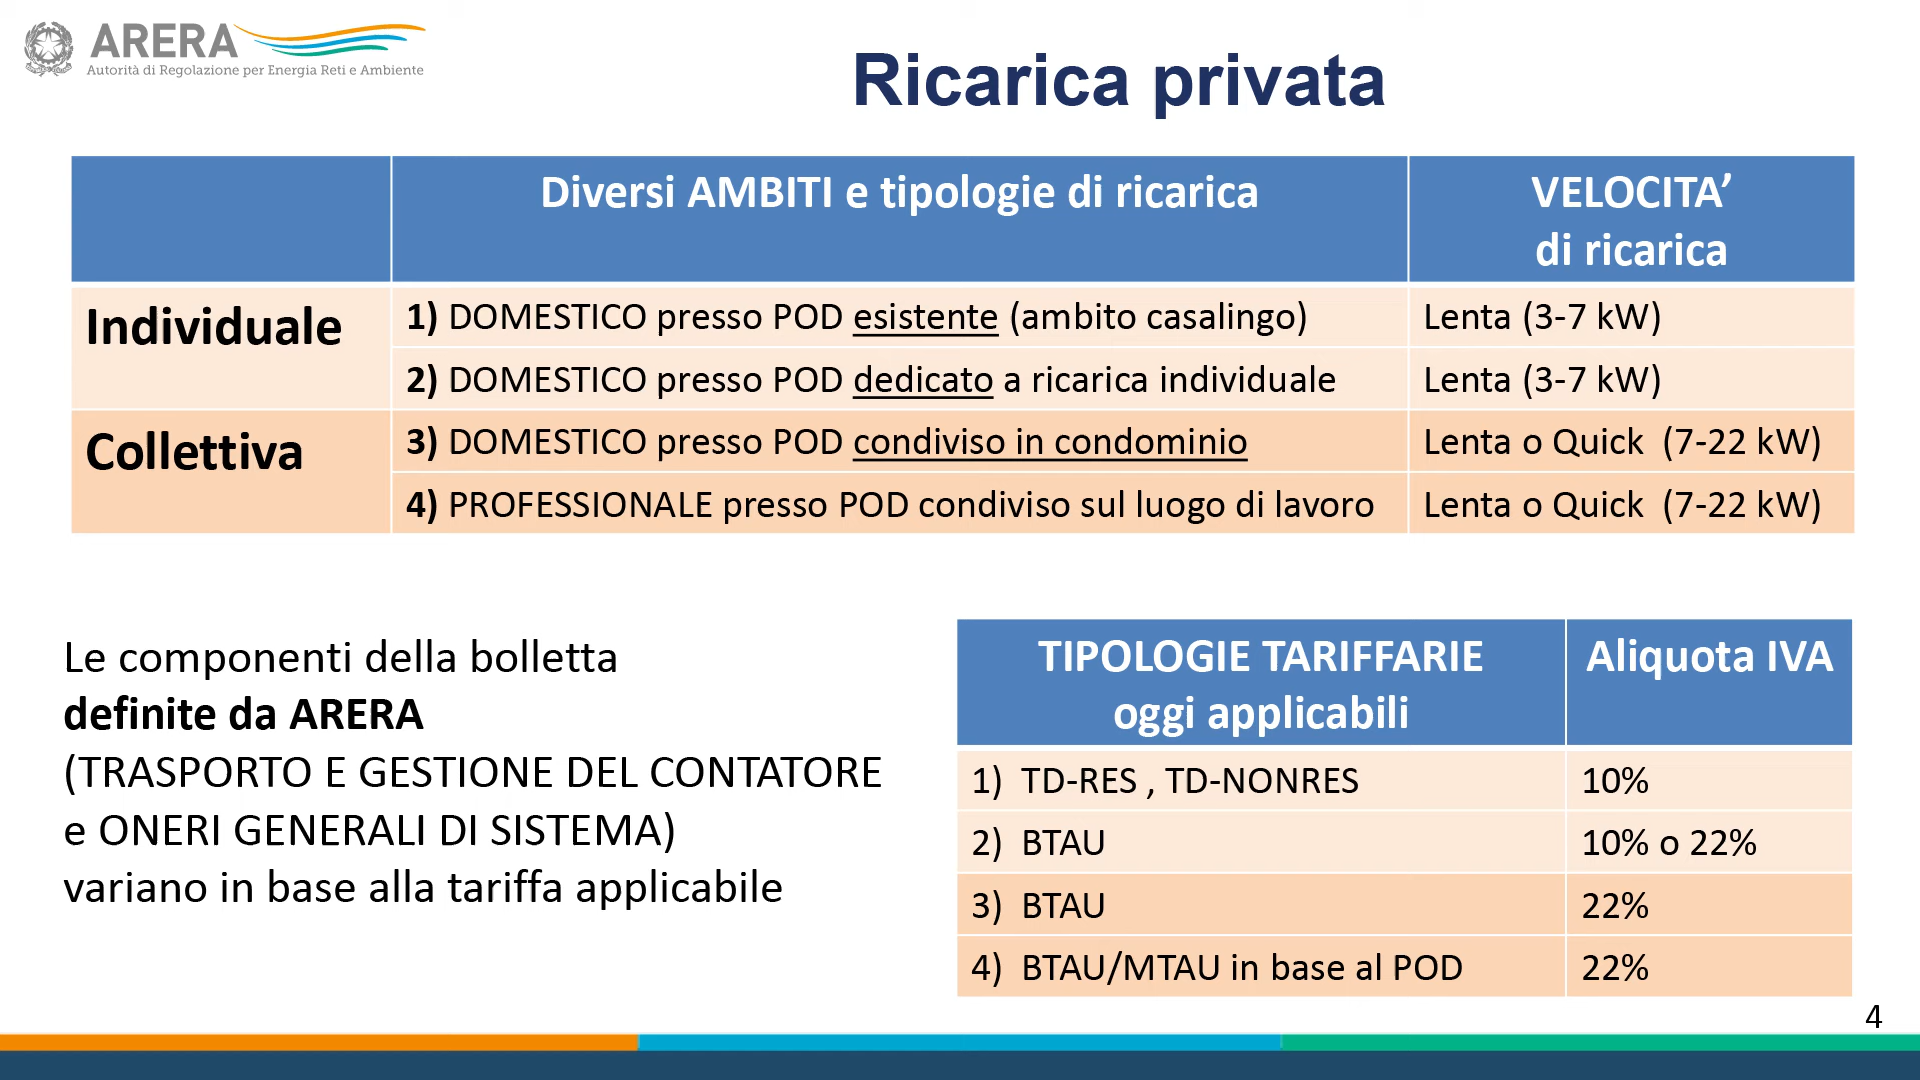 ARERA
Autorità di Regolazione per Energia Reti e Ambiente
Ricarica privata
Diversi AMBITI e tipologie di ricarica
VELOCITA’
di ricarica
Individuale
1) DOMESTICO presso POD esistente (ambito casalingo)
Lenta (3-7 kW)
2) DOMESTICO presso POD dedicato a ricarica individuale
Lenta (3-7 kW)
Collettiva
3) DOMESTICO presso POD condiviso in condominio
Lenta o Quick (7-22 kW)
4) PROFESSIONALE presso POD condiviso sul luogo di lavoro
Lenta o Quick (7-22 kW)
Le componenti della bolletta
definite da ARERA
(TRASPORTO E GESTIONE DEL CONTATORE
e ONERI GENERALI DI SISTEMA)
variano in base alla tariffa applicabile
TIPOLOGIE TARIFFARIE
oggi applicabili
Aliquota IVA
1) TD-RES , TD-NONRES
10%
2) BTAU
10% o 22%
3) BTAU
22%
4) BTAU/MTAU in base al POD
22%
4